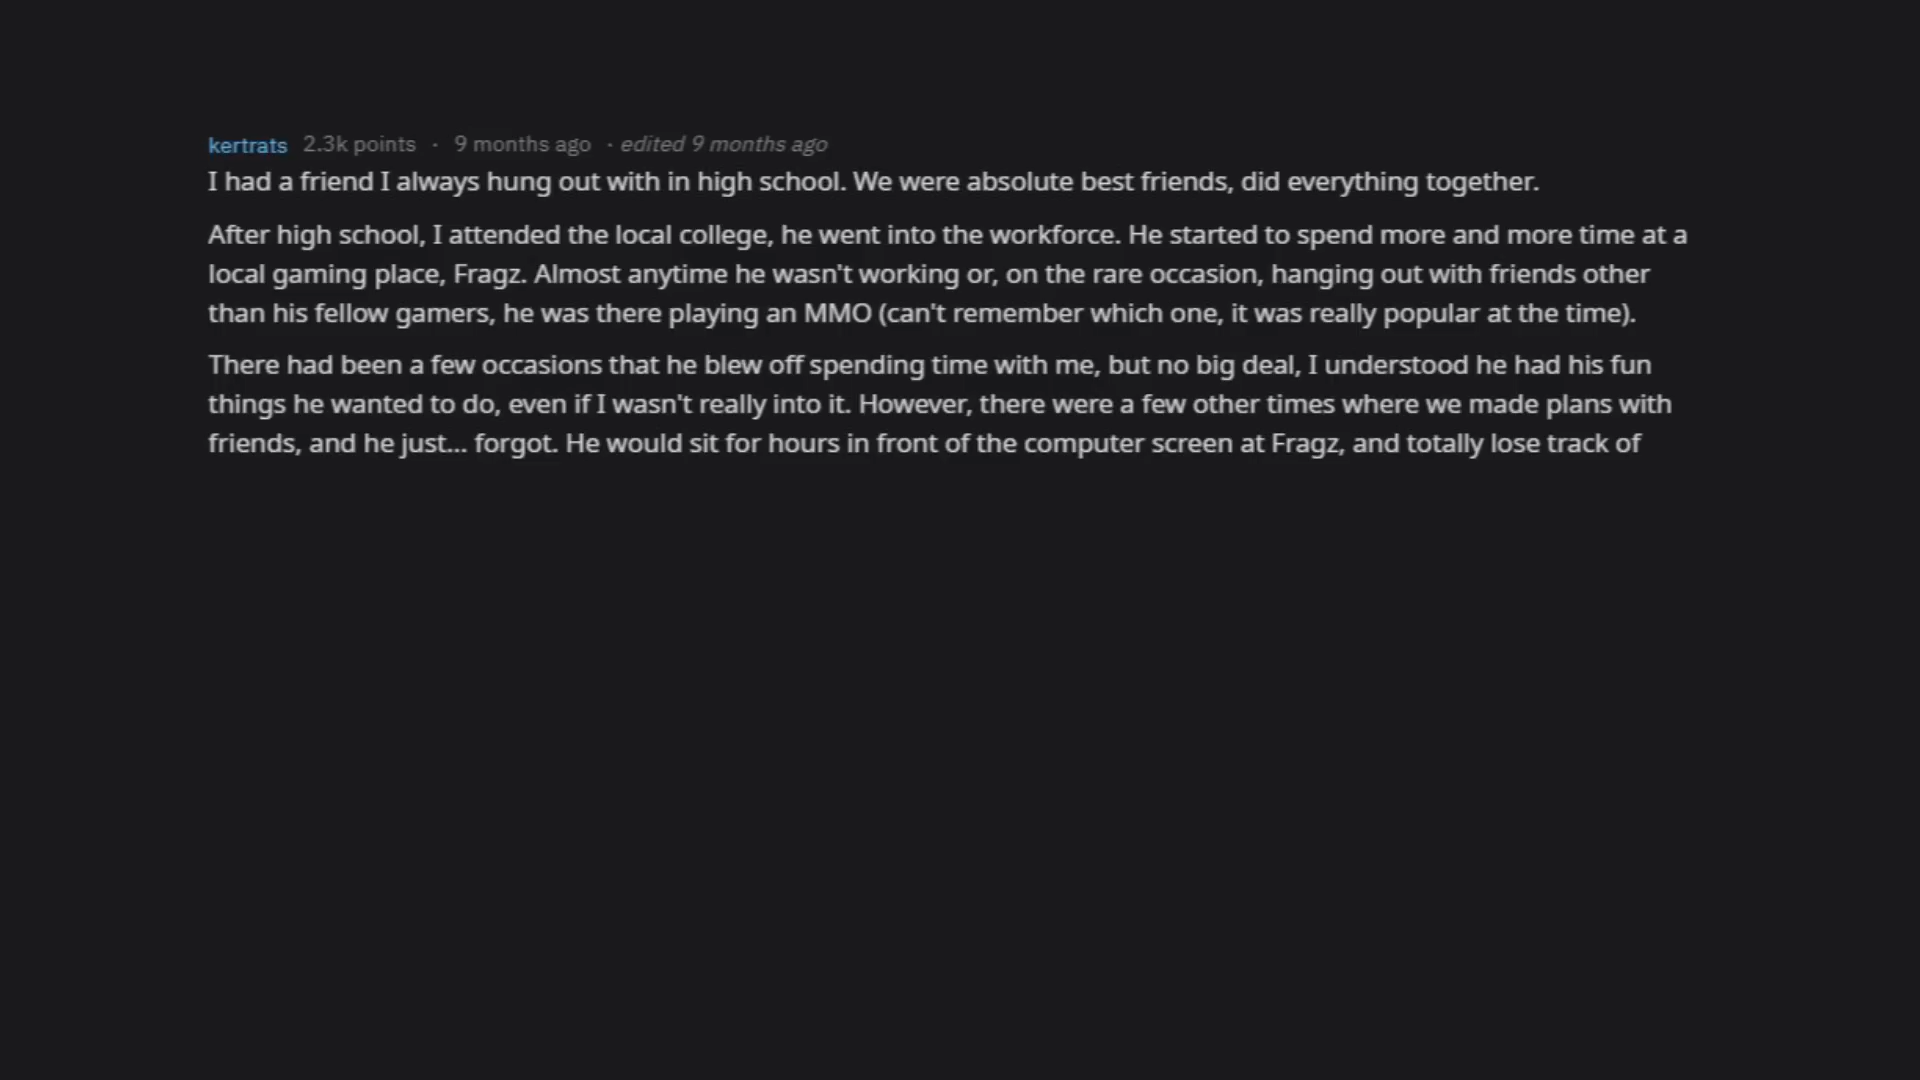 kertrats 2.3k points · 9 months ago · edited 9 months ago
I had a friend I always hung out with in high school. We were absolute best friends, did everything together.
After high school, I attended the local college, he went into the workforce. He started to spend more and more time at a
local gaming place, Fragz. Almost anytime he wasn't working or, on the rare occasion, hanging out with friends other
than his fellow gamers, he was there playing an MMO (can't remember which one, it was really popular at the time).
There had been a few occasions that he blew off spending time with me, but no big deal, I understood he had his fun
things he wanted to do, even if I wasn't really into it. However, there were a few other times where we made plans with
friends, and he just... forgot. He would sit for hours in front of the computer screen at Fragz, and totally lose track of